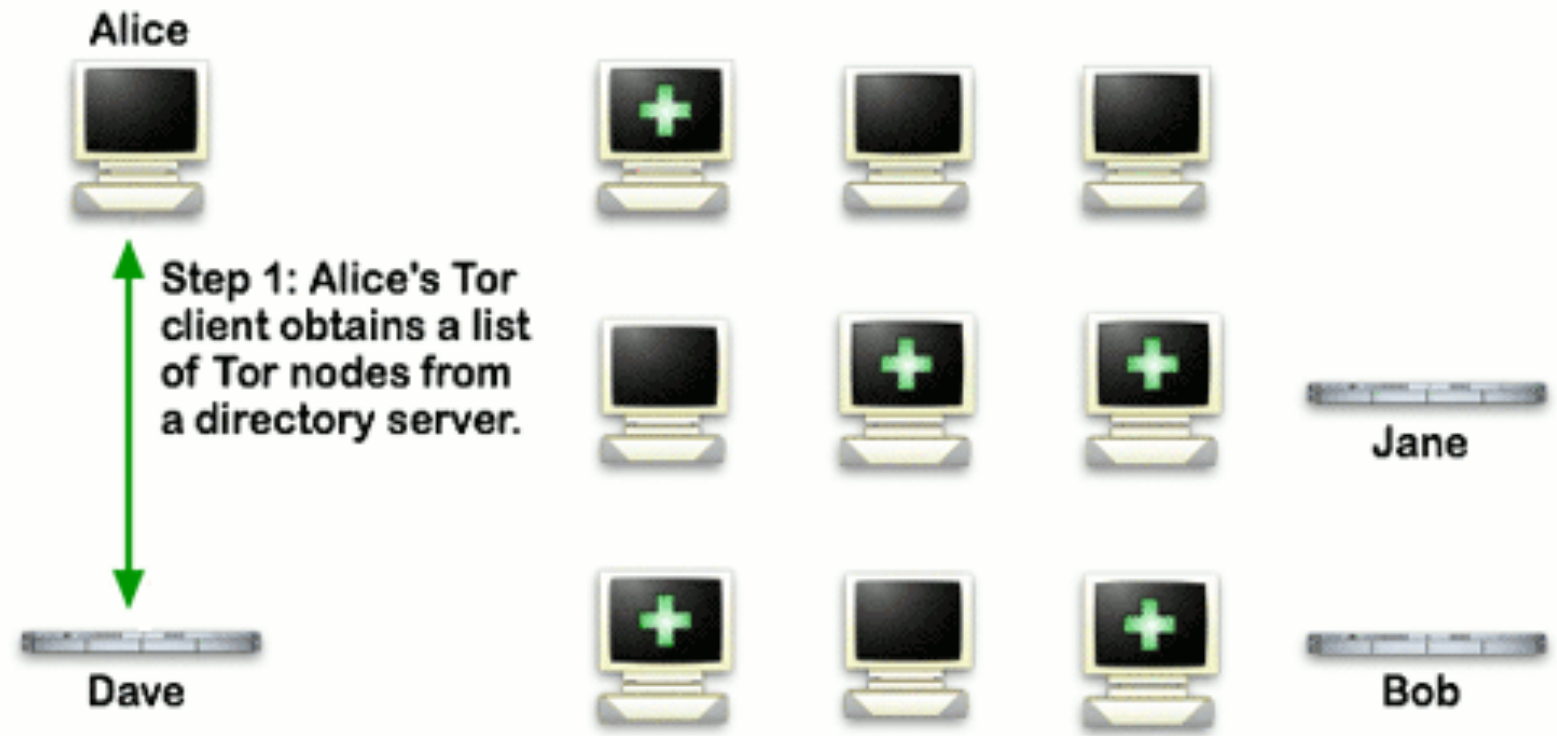 Alice
Step 1: Alice's Tor
client obtains a list
of Tor nodes from
a directory server.
Jane
Dave
Bob